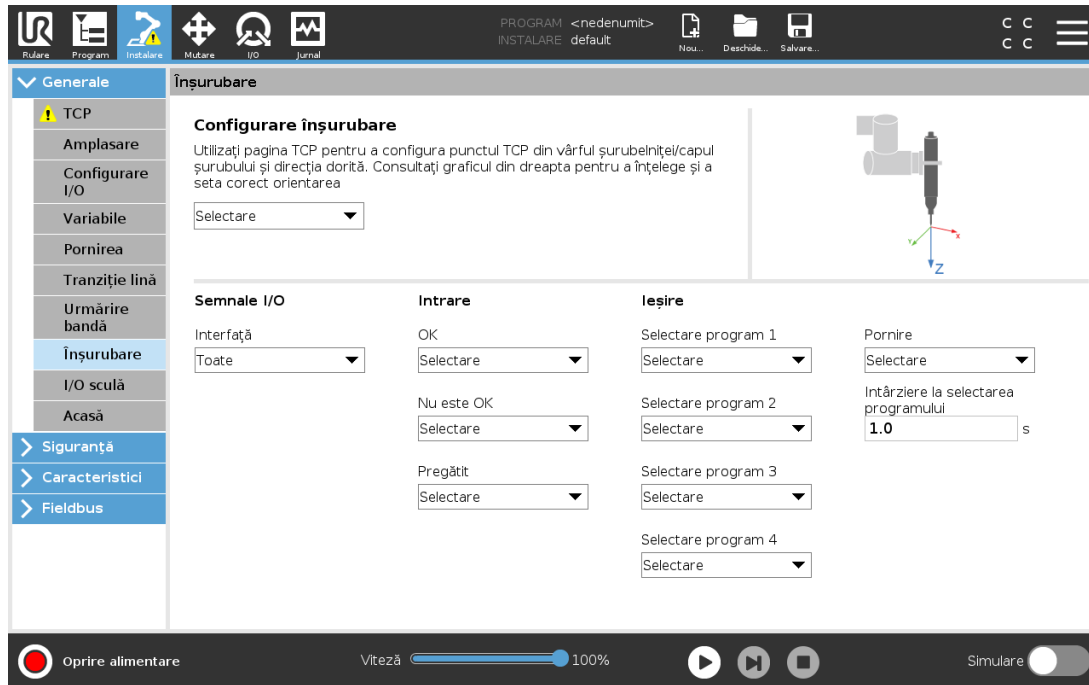 PROGRAM <nedenumit>
INSTALARE default
C C
C C
Rulare Program Instalare Mutare I/O Jurnal Nou... Deschide... Salvare...
Generale
TCP
Amplasare
Configurare
I/O
Variabile
Pornirea
Tranziție lină
Urmărire
bandă
Înșurubare
I/O sculă
Acasă
Siguranță
Caracteristici
Fieldbus
Înșurubare
Configurare înșurubare
Utilizați pagina TCP pentru a configura punctul TCP din vârful șurubelniței/capul
șurubului și direcția dorită. Consultați graficul din dreapta pentru a înțelege și a
seta corect orientarea
Selectare
Y X
Z
Semnale I/O
Interfață
Toate
Intrare
OK
Selectare
Nu este OK
Selectare
Pregătit
Selectare
Ieșire
Selectare program 1
Selectare
Selectare program 2
Selectare
Selectare program 3
Selectare
Selectare program 4
Selectare
Pornire
Selectare
Intârziere la selectarea
programului
1.0 s
Oprire alimentare
Viteză 100%
Simulare